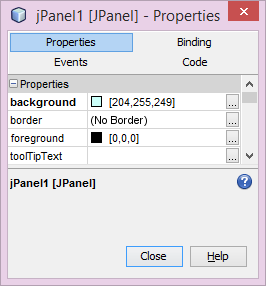 jPanel1 [JPanel] - Properties
Properties Binding
Events Code
Properties
background [204,255,249] ...
border (No Border) ...
foreground [0,0,0] ...
toolTipText ...
jPanel1 [JPanel]
Close Help